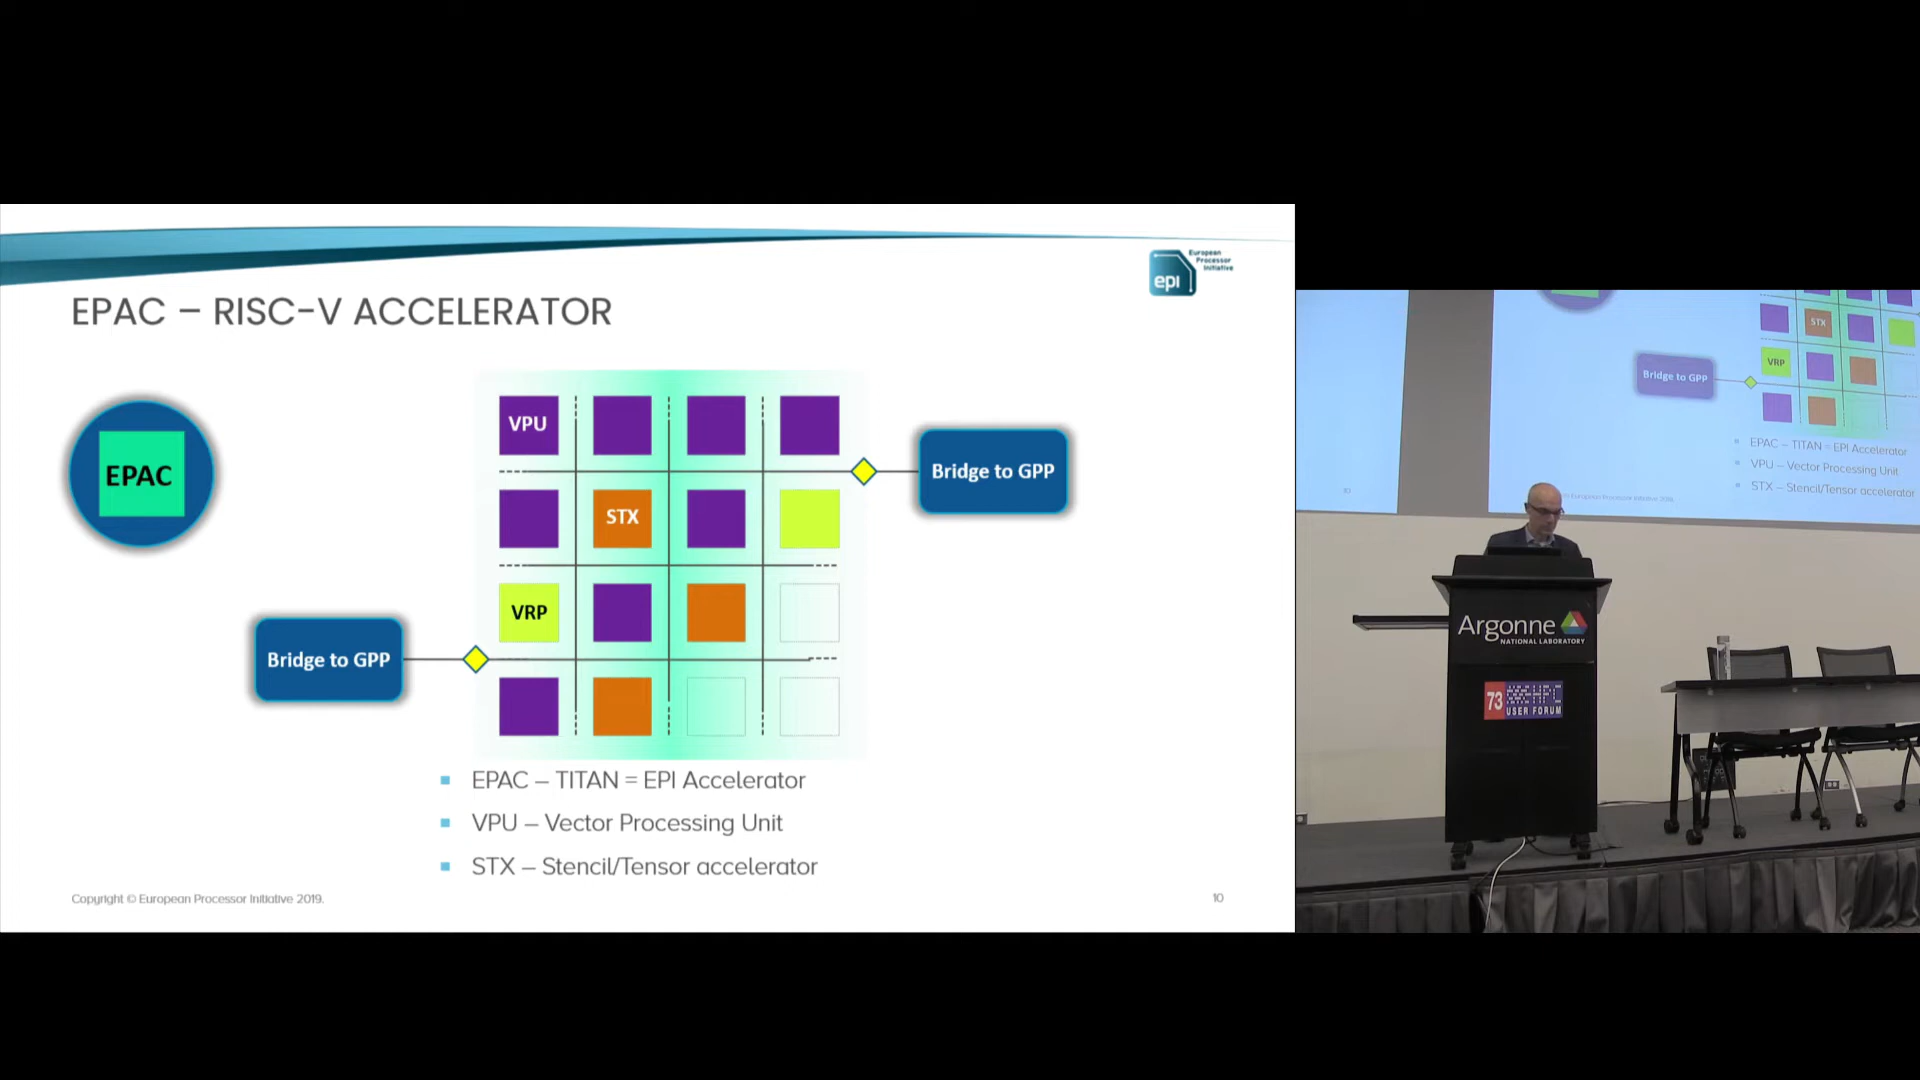 European
Processor
Initiative
epi
EPAC – RISC-V ACCELERATOR
EPAC
VPU
STX
VRP
Bridge to GPP
Bridge to GPP
EPAC – TITAN = EPI Accelerator
VPU – Vector Processing Unit
STX – Stencil/Tensor accelerator
Copyright © European Processor Initiative 2019.
10
STX
VRP
Bridge to GPP
EPAC – TITAN = EPI Accelerator
VPU – Vector Processing Unit
STX – Stencil/Tensor accelerator
10
Argonne
NATIONAL LABORATORY
73
HPC
USER FORUM